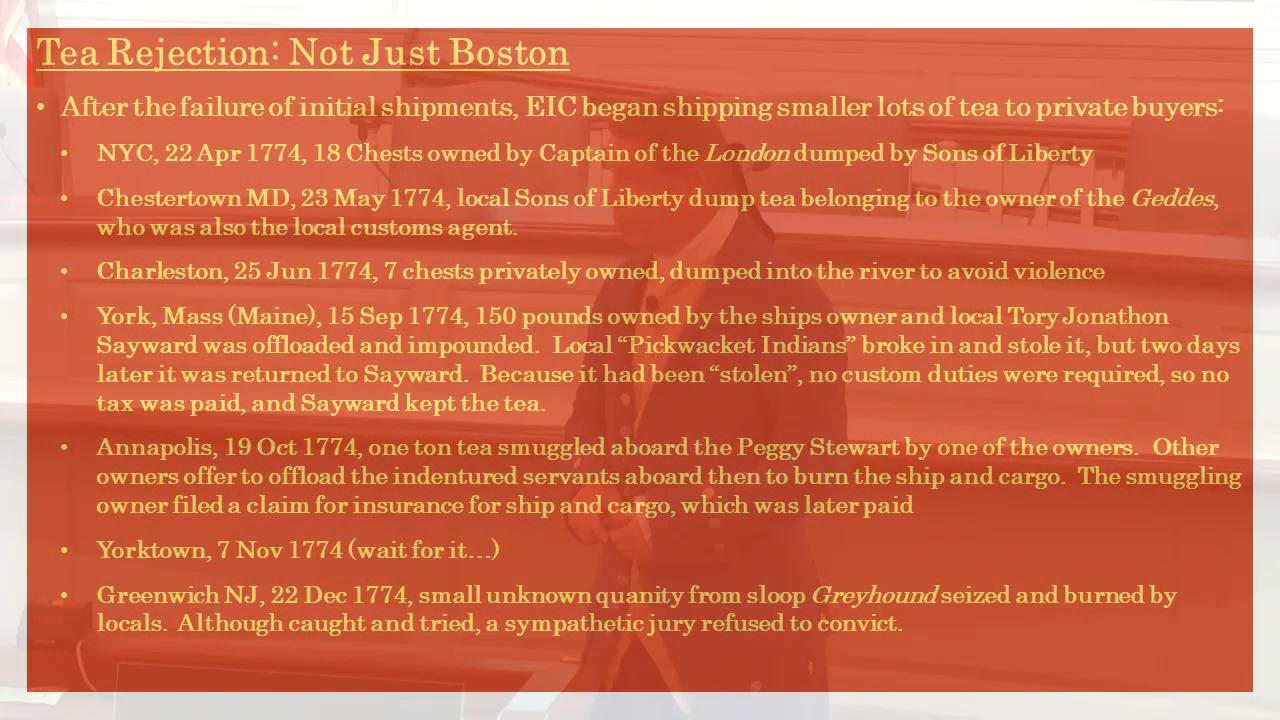 Tea Rejection: Not Just Boston
• After the failure of initial shipments, EIC began shipping smaller lots of tea to private buyers:
• NYC, 22 Apr 1774, 18 Chests owned by Captain of the London dumped by Sons of Liberty
• Chestertown MD, 23 May 1774, local Sons of Liberty dump tea belonging to the owner of the Geddes,
who was also the local customs agent.
• Charleston, 25 Jun 1774, 7 chests privately owned, dumped into the river to avoid violence
• York, Mass (Maine), 15 Sep 1774, 150 pounds owned by the ships owner and local Tory Jonathon
Sayward was offloaded and impounded.  Local “Pickwacket Indians” broke in and stole it, but two days
later it was returned to Sayward.  Because it had been “stolen”, no custom duties were required, so no
tax was paid, and Sayward kept the tea.
• Annapolis, 19 Oct 1774, one ton tea smuggled aboard the Peggy Stewart by one of the owners.  Other
owners offer to offload the indentured servants aboard then to burn the ship and cargo.  The smuggling
owner filed a claim for insurance for ship and cargo, which was later paid
• Yorktown, 7 Nov 1774 (wait for it…)
• Greenwich NJ, 22 Dec 1774, small unknown quanity from sloop Greyhound seized and burned by
locals.  Although caught and tried, a sympathetic jury refused to convict.